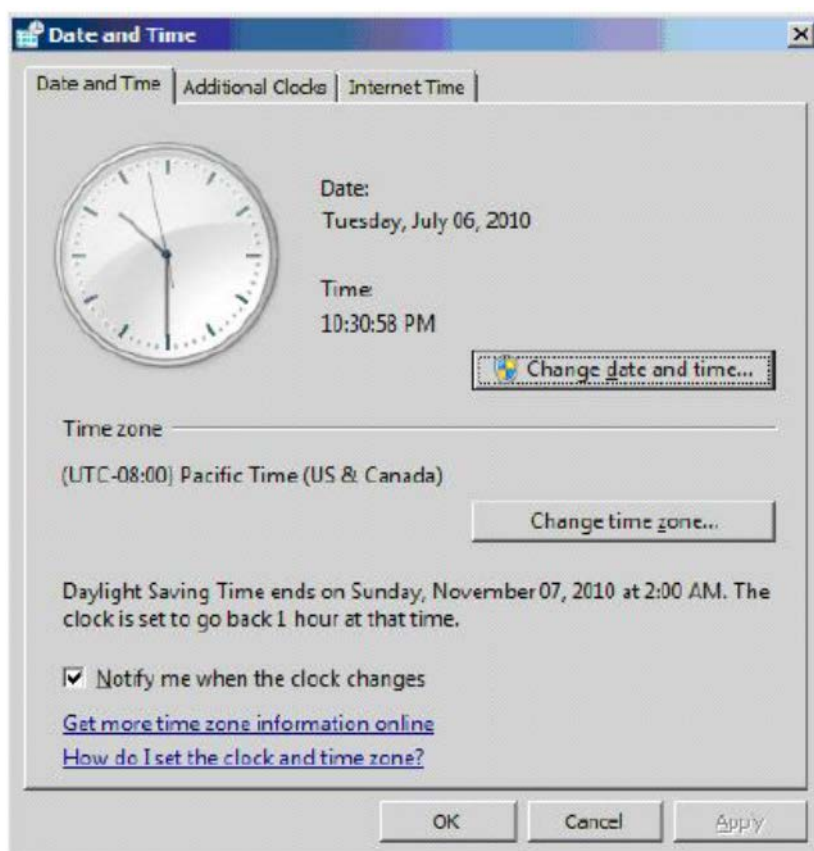 Date and Time
Date and Time
Additional Clocks
Internet Time
Date:
Tuesday, July 06, 2010
Time:
10:30:58 PM
Change date and time...
Time zone
(UTC-08:00) Pacific Time (US & Canada)
Change time zone...
Daylight Saving Time ends on Sunday, November 07, 2010 at 2:00 AM. The
clock is set to go back 1 hour at that time.
Notify me when the clock changes
Get more time zone information online
How do I set the clock and time zone?
OK
Cancel
Apply